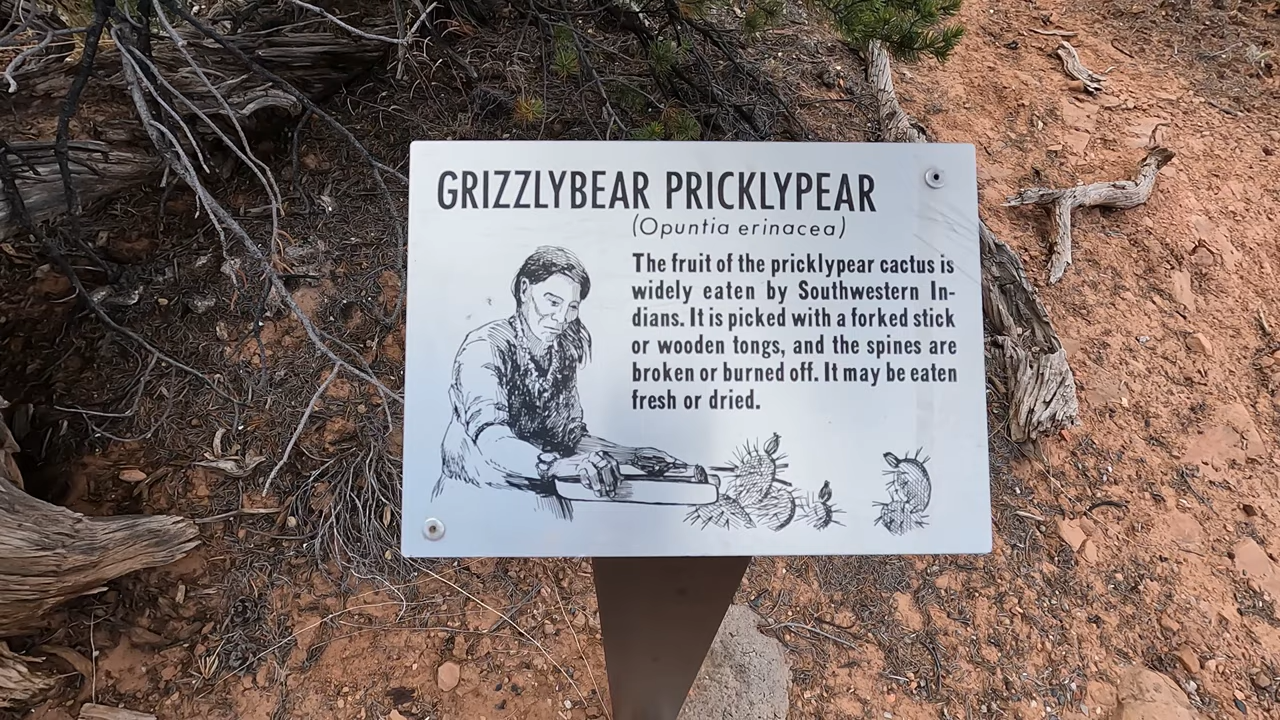 GRIZZLYBEAR PRICKLYPEAR
(Opuntia erinacea)
The fruit of the pricklypear cactus is
widely eaten by Southwestern In-
dians. It is picked with a forked stick
or wooden tongs, and the spines are
broken or burned off. It may be eaten
fresh or dried.